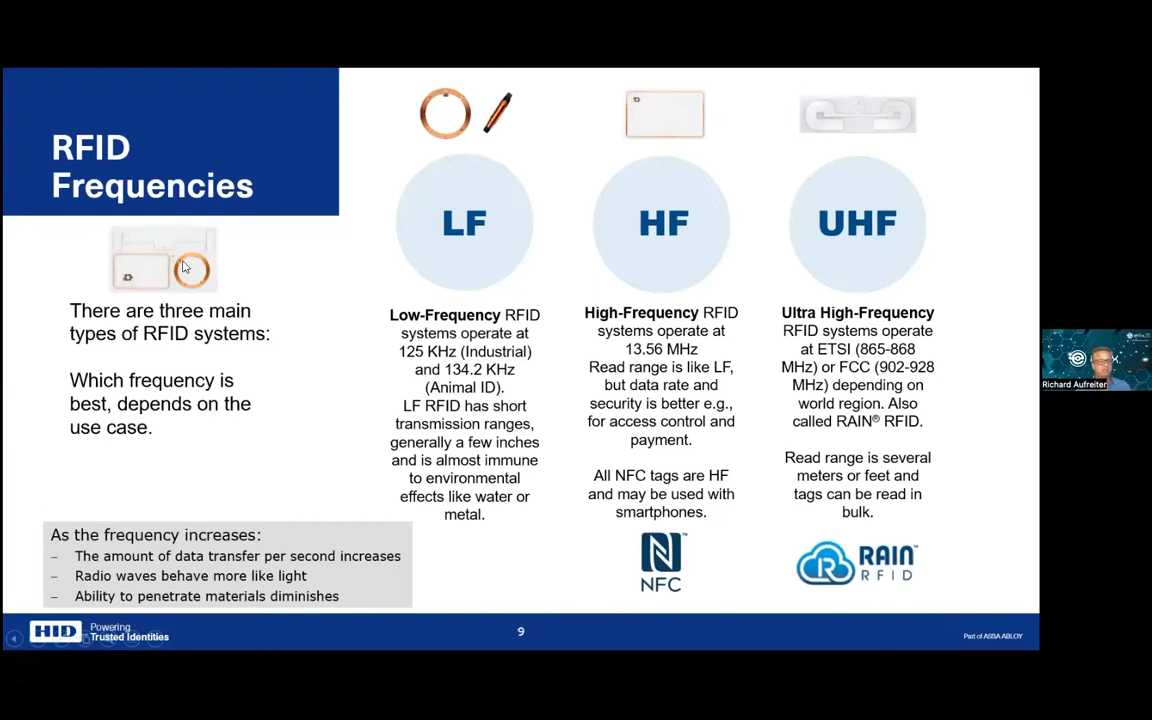 RFID
Frequencies
There are three main
types of RFID systems:
Which frequency is
best, depends on the
use case.
As the frequency increases:
– The amount of data transfer per second increases
– Radio waves behave more like light
– Ability to penetrate materials diminishes
LF
Low-Frequency RFID
systems operate at
125 KHz (Industrial)
and 134.2 KHz
(Animal ID).
LF RFID has short
transmission ranges,
generally a few inches
and is almost immune
to environmental
effects like water or
metal.
HF
High-Frequency RFID
systems operate at
13.56 MHz
Read range is like LF,
but data rate and
security is better e.g.,
for access control and
payment.
All NFC tags are HF
and may be used with
smartphones.
NFC™
UHF
Ultra High-Frequency
RFID systems operate
at ETSI (865-868
MHz) or FCC (902-928
MHz) depending on
world region. Also
called RAIN® RFID.
Read range is several
meters or feet and
tags can be read in
bulk.
RAIN™
RFID
HID
Powering
Trusted Identities
9
Part of ASSA ABLOY
Richard Aufreiter